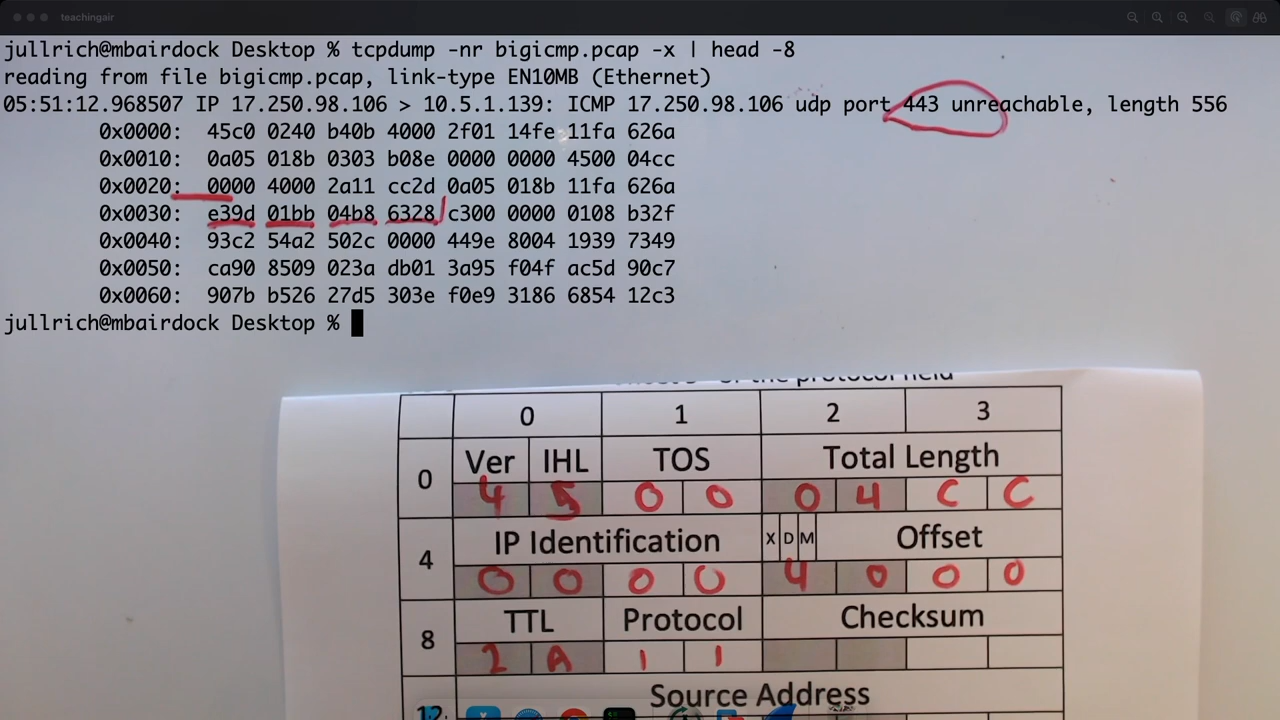 teachingair
jullrich@mbairdock Desktop % tcpdump -nr bigicmp.pcap -x | head -8
reading from file bigicmp.pcap, link-type EN10MB (Ethernet)
05:51:12.968507 IP 17.250.98.106 > 10.5.1.139: ICMP 17.250.98.106 udp port 443 unreachable, length 556
0x0000: 45c0 0240 b40b 4000 2f01 14fe 11fa 626a
0x0010: 0a05 018b 0303 b08e 0000 0000 4500 04cc
0x0020: 0000 4000 2a11 cc2d 0a05 018b 11fa 626a
0x0030: e39d 01bb 04b8 6328 c300 0000 0108 b32f
0x0040: 93c2 54a2 502c 0000 449e 8004 1939 7349
0x0050: ca90 8509 023a db01 3a95 f04f ac5d 90c7
0x0060: 907b b526 27d5 303e f0e9 3186 6854 12c3
jullrich@mbairdock Desktop %
of the protocol field
0 1 2 3
0 Ver IHL TOS Total Length
4 5 0 0 0 4 C C
4 IP Identification X D M Offset
0 0 0 0 4 0 0 0
8 TTL Protocol Checksum
2 A 1 1
12 Source Address